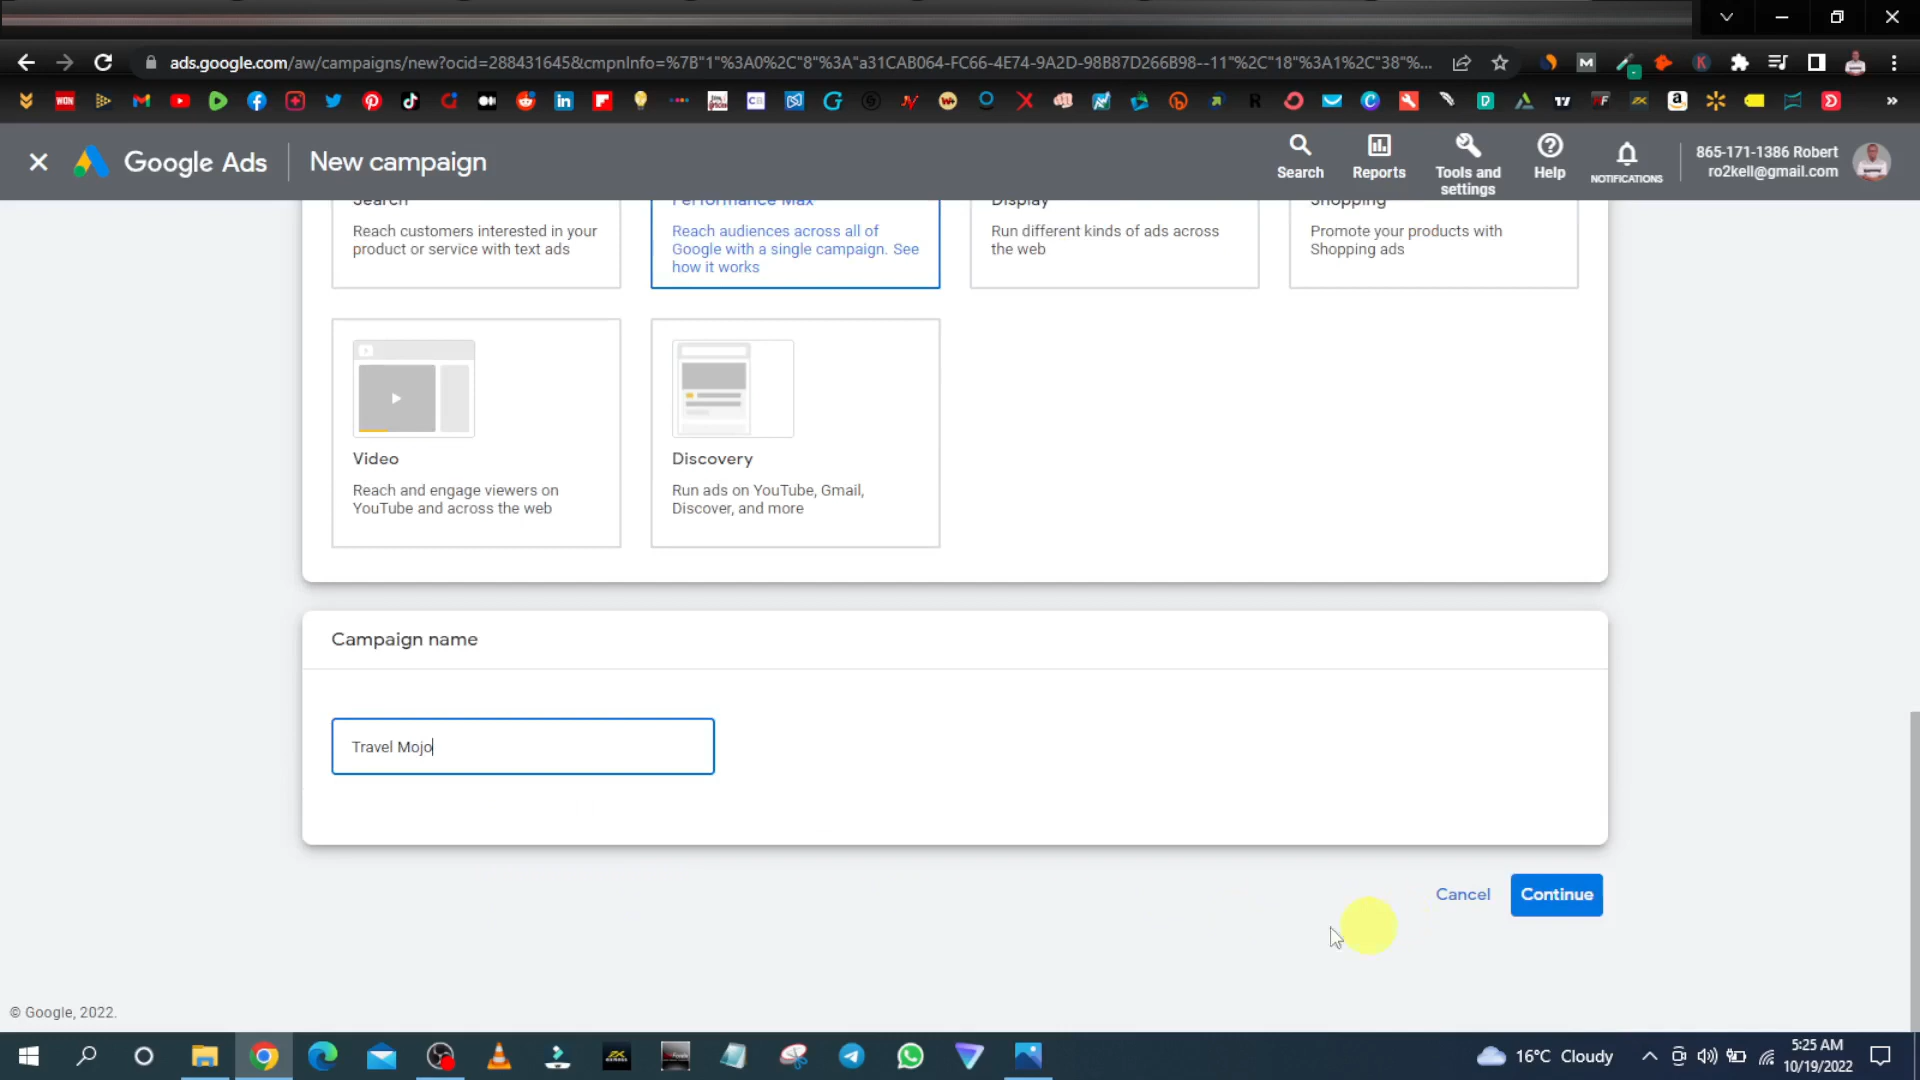 ads.google.com/aw/campaigns/new?ocid=288431645&cmpnInfo=%7B"1"%3A0%2C"8"%3A"a31CAB064-FC66-4E74-9A2D-98B87D266B98--11"%2C"18"%3A1%2C"38"%...
Google Ads
New campaign
Search
Reports
Tools and
settings
Help
NOTIFICATIONS
865-171-1386 Robert
ro2kell@gmail.com
Search
Reach customers interested in your
product or service with text ads
Performance Max
Reach audiences across all of
Google with a single campaign. See
how it works
Display
Run different kinds of ads across
the web
Shopping
Promote your products with
Shopping ads
Video
Reach and engage viewers on
YouTube and across the web
Discovery
Run ads on YouTube, Gmail,
Discover, and more
Campaign name
Travel Mojo
Cancel
Continue
© Google, 2022.
16°C Cloudy
5:25 AM
10/19/2022